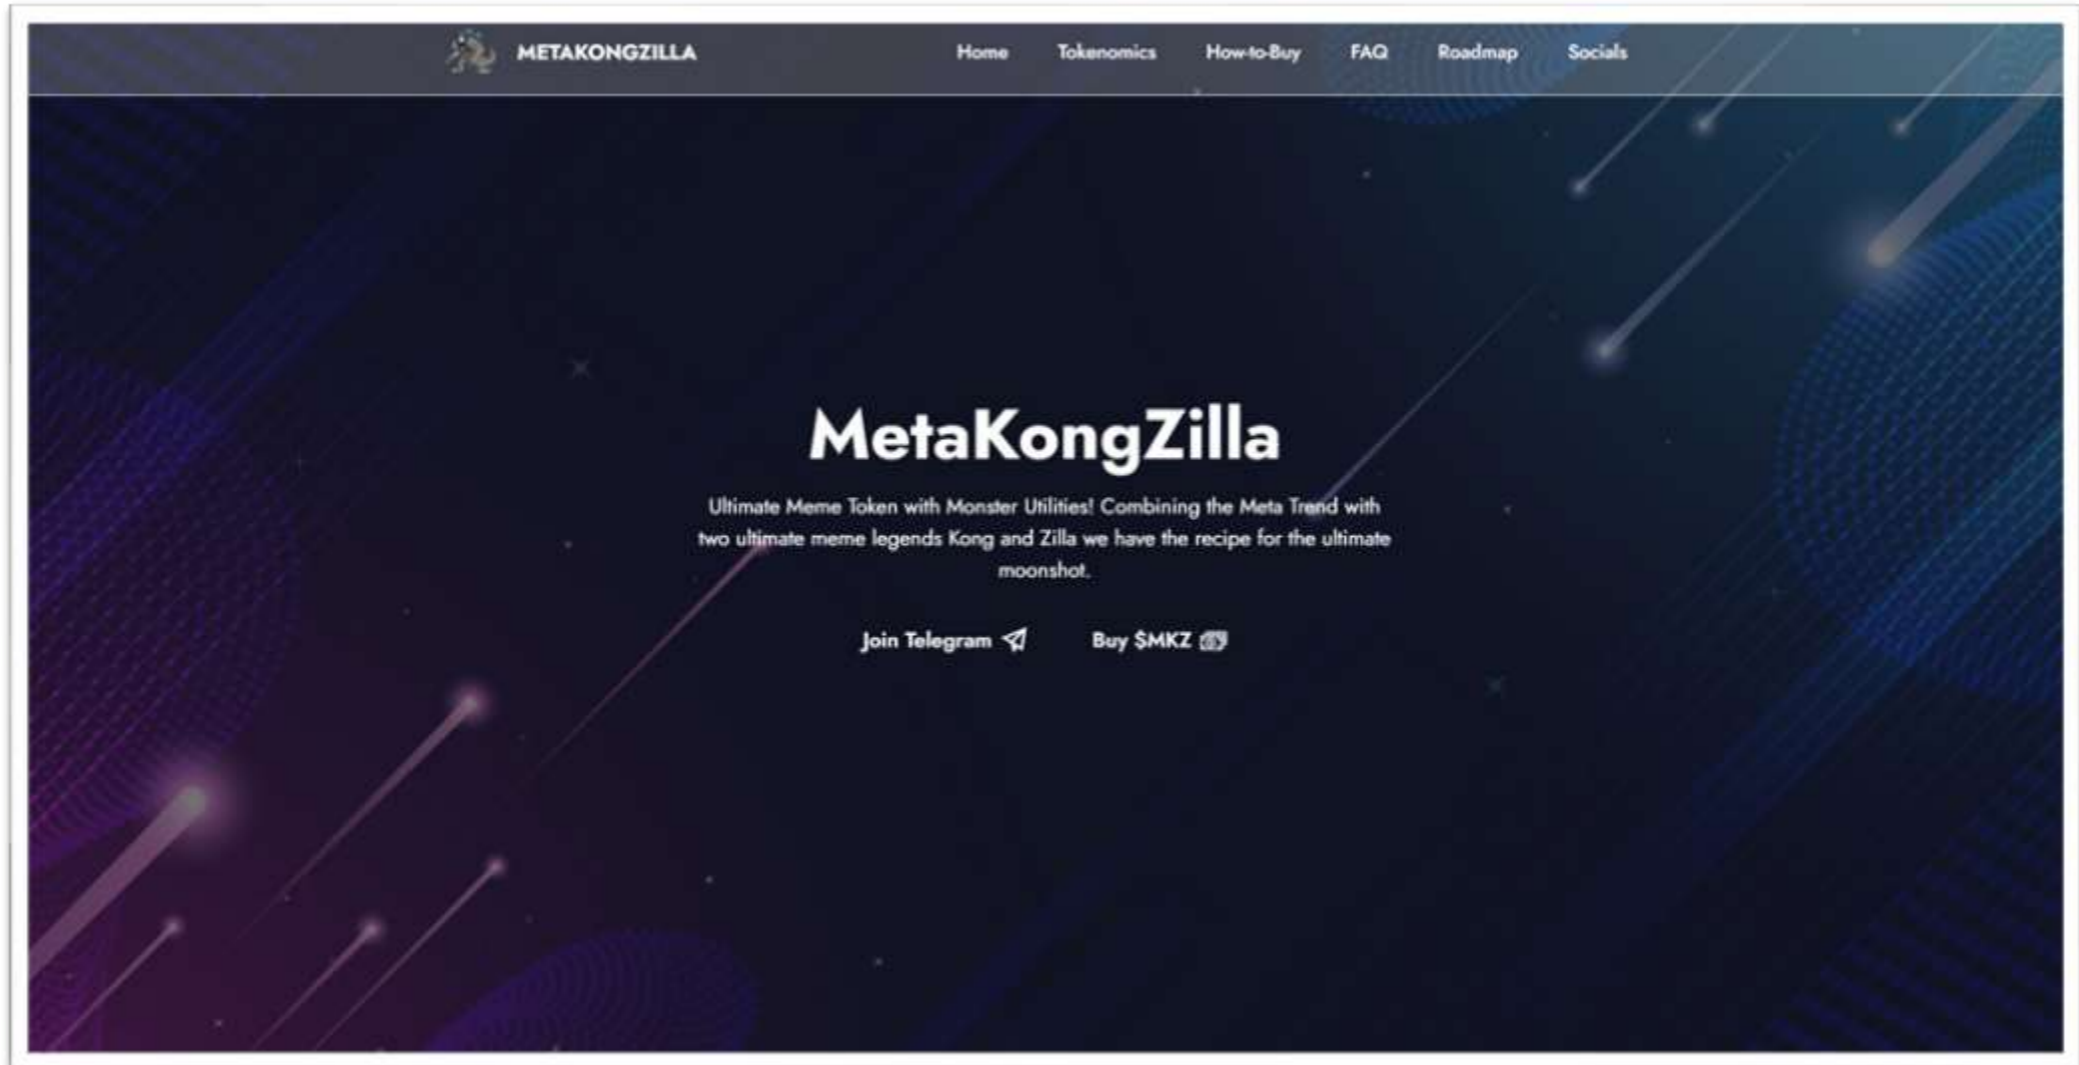 METAKONGZILLA
Home Tokenomics How-to-Buy FAQ Roadmap Socials
MetaKongZilla
Ultimate Meme Token with Monster Utilities! Combining the Meta Trend with
two ultimate meme legends Kong and Zilla we have the recipe for the ultimate
moonshot.
Join Telegram Buy $MKZ